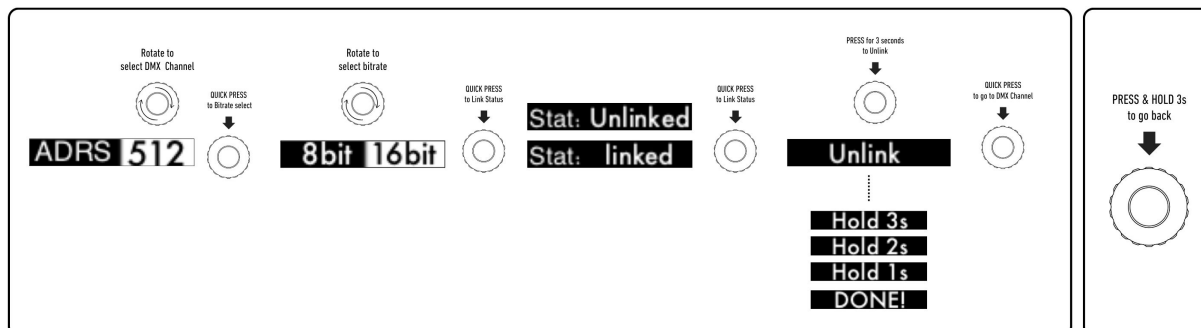 Rotate to
select DMX Channel
QUICK PRESS
to Bitrate select
ADRS 512
Rotate to
select bitrate
QUICK PRESS
to Link Status
8bit 16bit
Stat: Unlinked
Stat: linked
QUICK PRESS
to Link Status
PRESS for 3 seconds
to Unlink
Unlink
Hold 3s
Hold 2s
Hold 1s
DONE!
QUICK PRESS
to go to DMX Channel
PRESS & HOLD 3s
to go back